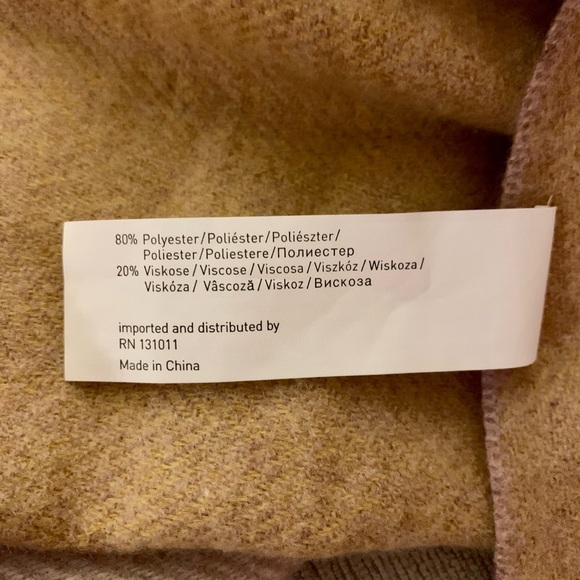 80% Polyester/Poliéster/Poliészter/
Poliester/Poliestere/Полиестер
20% Viskose/Viscose/Viscosa/Viszkóz/Wiskoza/
Viskóza/ Vâscoză/Viskoz/Вискоза
imported and distributed by
RN 131011
Made in China